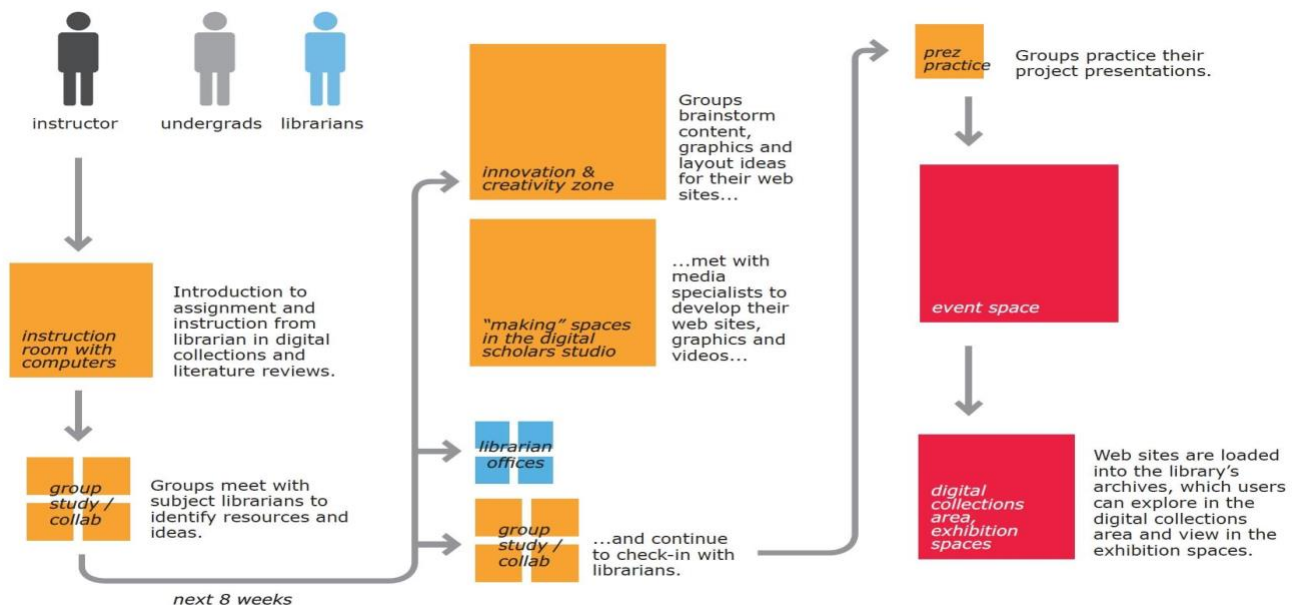 instructor
undergrads
librarians
instruction
room with
computers
Introduction to
assignment and
instruction from
librarian in digital
collections and
literature reviews.
group
study /
collab
Groups meet with
subject librarians to
identify resources and
ideas.
next 8 weeks
innovation &
creativity zone
Groups
brainstorm
content,
graphics and
layout ideas
for their web
sites...
"making" spaces
in the digital
scholars studio
...met with
media
specialists to
develop their
web sites,
graphics and
videos...
librarian
offices
group
study /
collab
...and continue
to check-in with
librarians.
prez
practice
Groups practice their
project presentations.
event space
digital
collections
area,
exhibition
spaces
Web sites are loaded
into the library's
archives, which users
can explore in the
digital collections
area and view in the
exhibition spaces.